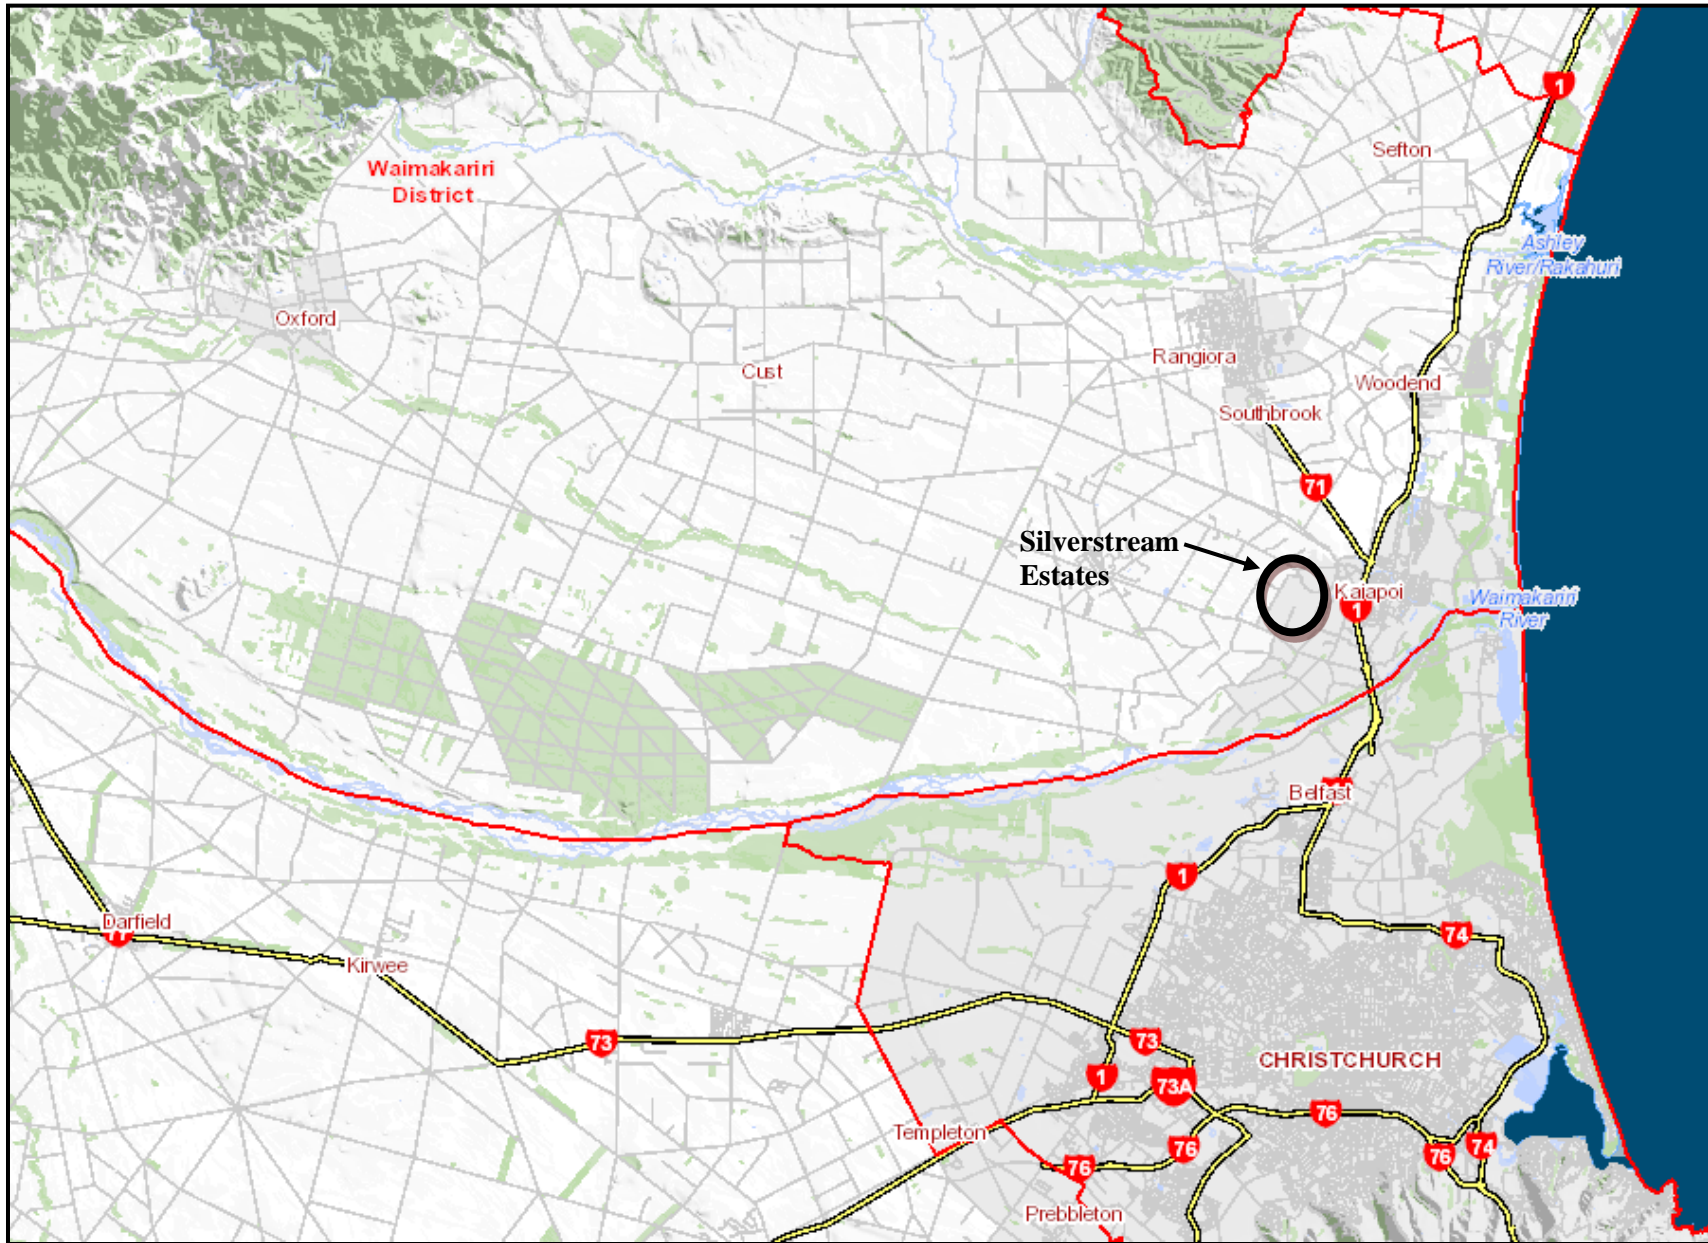 1
Sefton
Waimakariri
District
Ashley
River/Rakahuri
Oxford
Rangiora
Cust
Woodend
Southbrook
71
Silverstream
Estates
Kaiapoi
1
Waimakariri
River
Belfast
1
Darfield
74
Kirwee
73
73
CHRISTCHURCH
1
73A
76
Templeton
76
74
76
76
Prebbleton